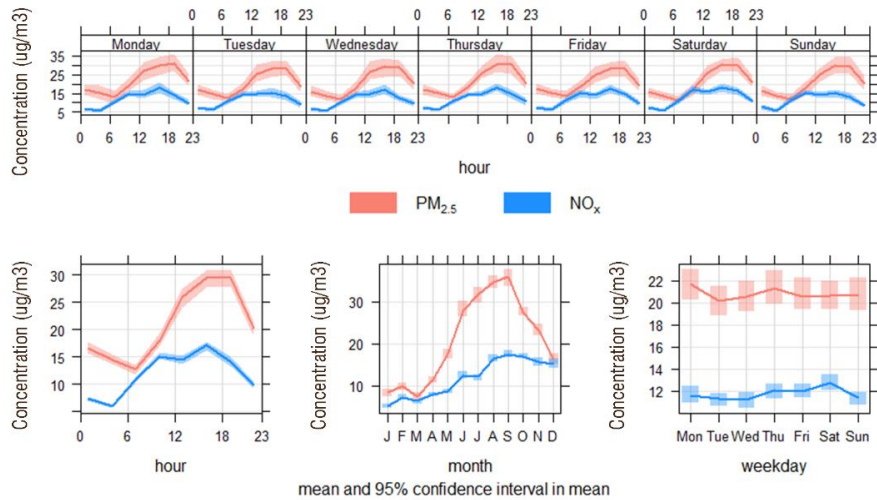 0 6 12 18 23 0 6 12 18 23 0 6 12 18 23
Monday Tuesday Wednesday Thursday Friday Saturday Sunday
Concentration (ug/m3)
35
25
15
5
0 6 12 18 23 0 6 12 18 23 0 6 12 18 23 0 6 12 18 23
hour
PM2.5 NOx
Concentration (ug/m3)
30
25
20
15
10
0 6 12 18 23
hour
Concentration (ug/m3)
30
20
10
J F M A M J J A S O N D
month
Concentration (ug/m3)
22
20
18
16
14
12
Mon Tue Wed Thu Fri Sat Sun
weekday
mean and 95% confidence interval in mean